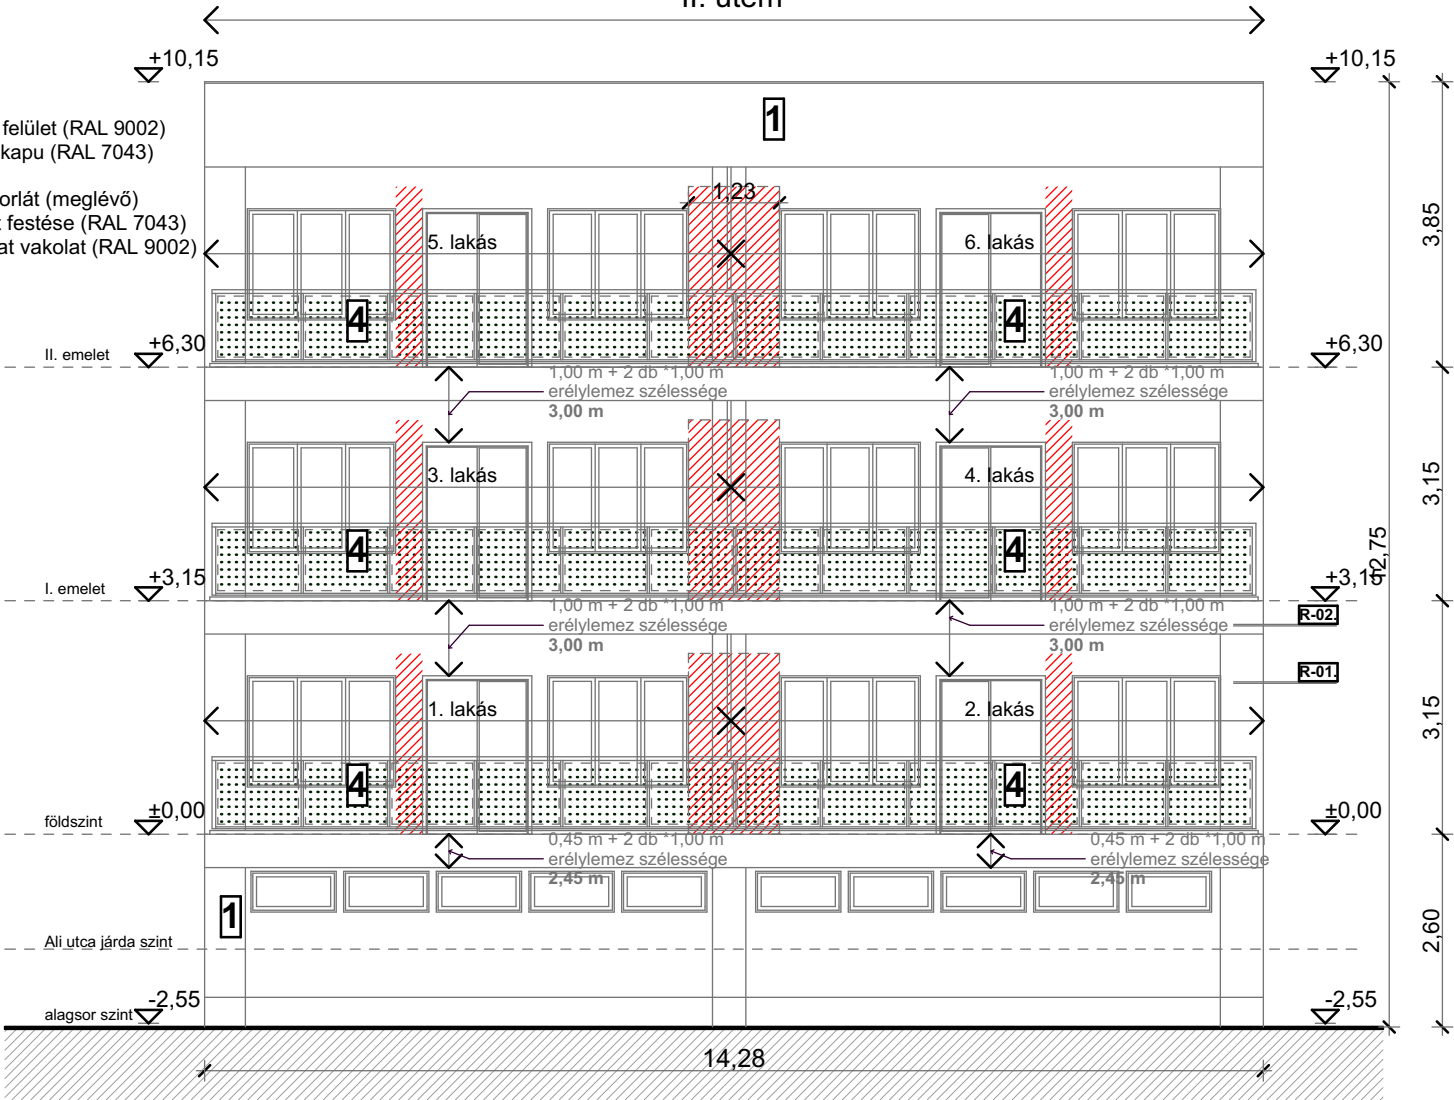 II. ütem
+10,15
+10,15
1
felület (RAL 9002)
kapu (RAL 7043)
orlát (meglévő)
t festése (RAL 7043)
at vakolat (RAL 9002)
1,23
3,85
5. lakás
6. lakás
4
4
+6,30
+6,30
II. emelet
1,00 m + 2 db *1,00 m
erélylemez szélessége
3,00 m
1,00 m + 2 db *1,00 m
erélylemez szélessége
3,00 m
3. lakás
4. lakás
3,15
4
4
+3,15
+3,15
12,75
I. emelet
1,00 m + 2 db *1,00 m
erélylemez szélessége
3,00 m
1,00 m + 2 db *1,00 m
erélylemez szélessége
3,00 m
R-02.
R-01.
1. lakás
2. lakás
3,15
4
4
±0,00
±0,00
földszint
0,45 m + 2 db *1,00 m
erélylemez szélessége
2,45 m
0,45 m + 2 db *1,00 m
erélylemez szélessége
2,45 m
1
2,60
Ali utca járda szint
-2,55
-2,55
alagsor szint
14,28